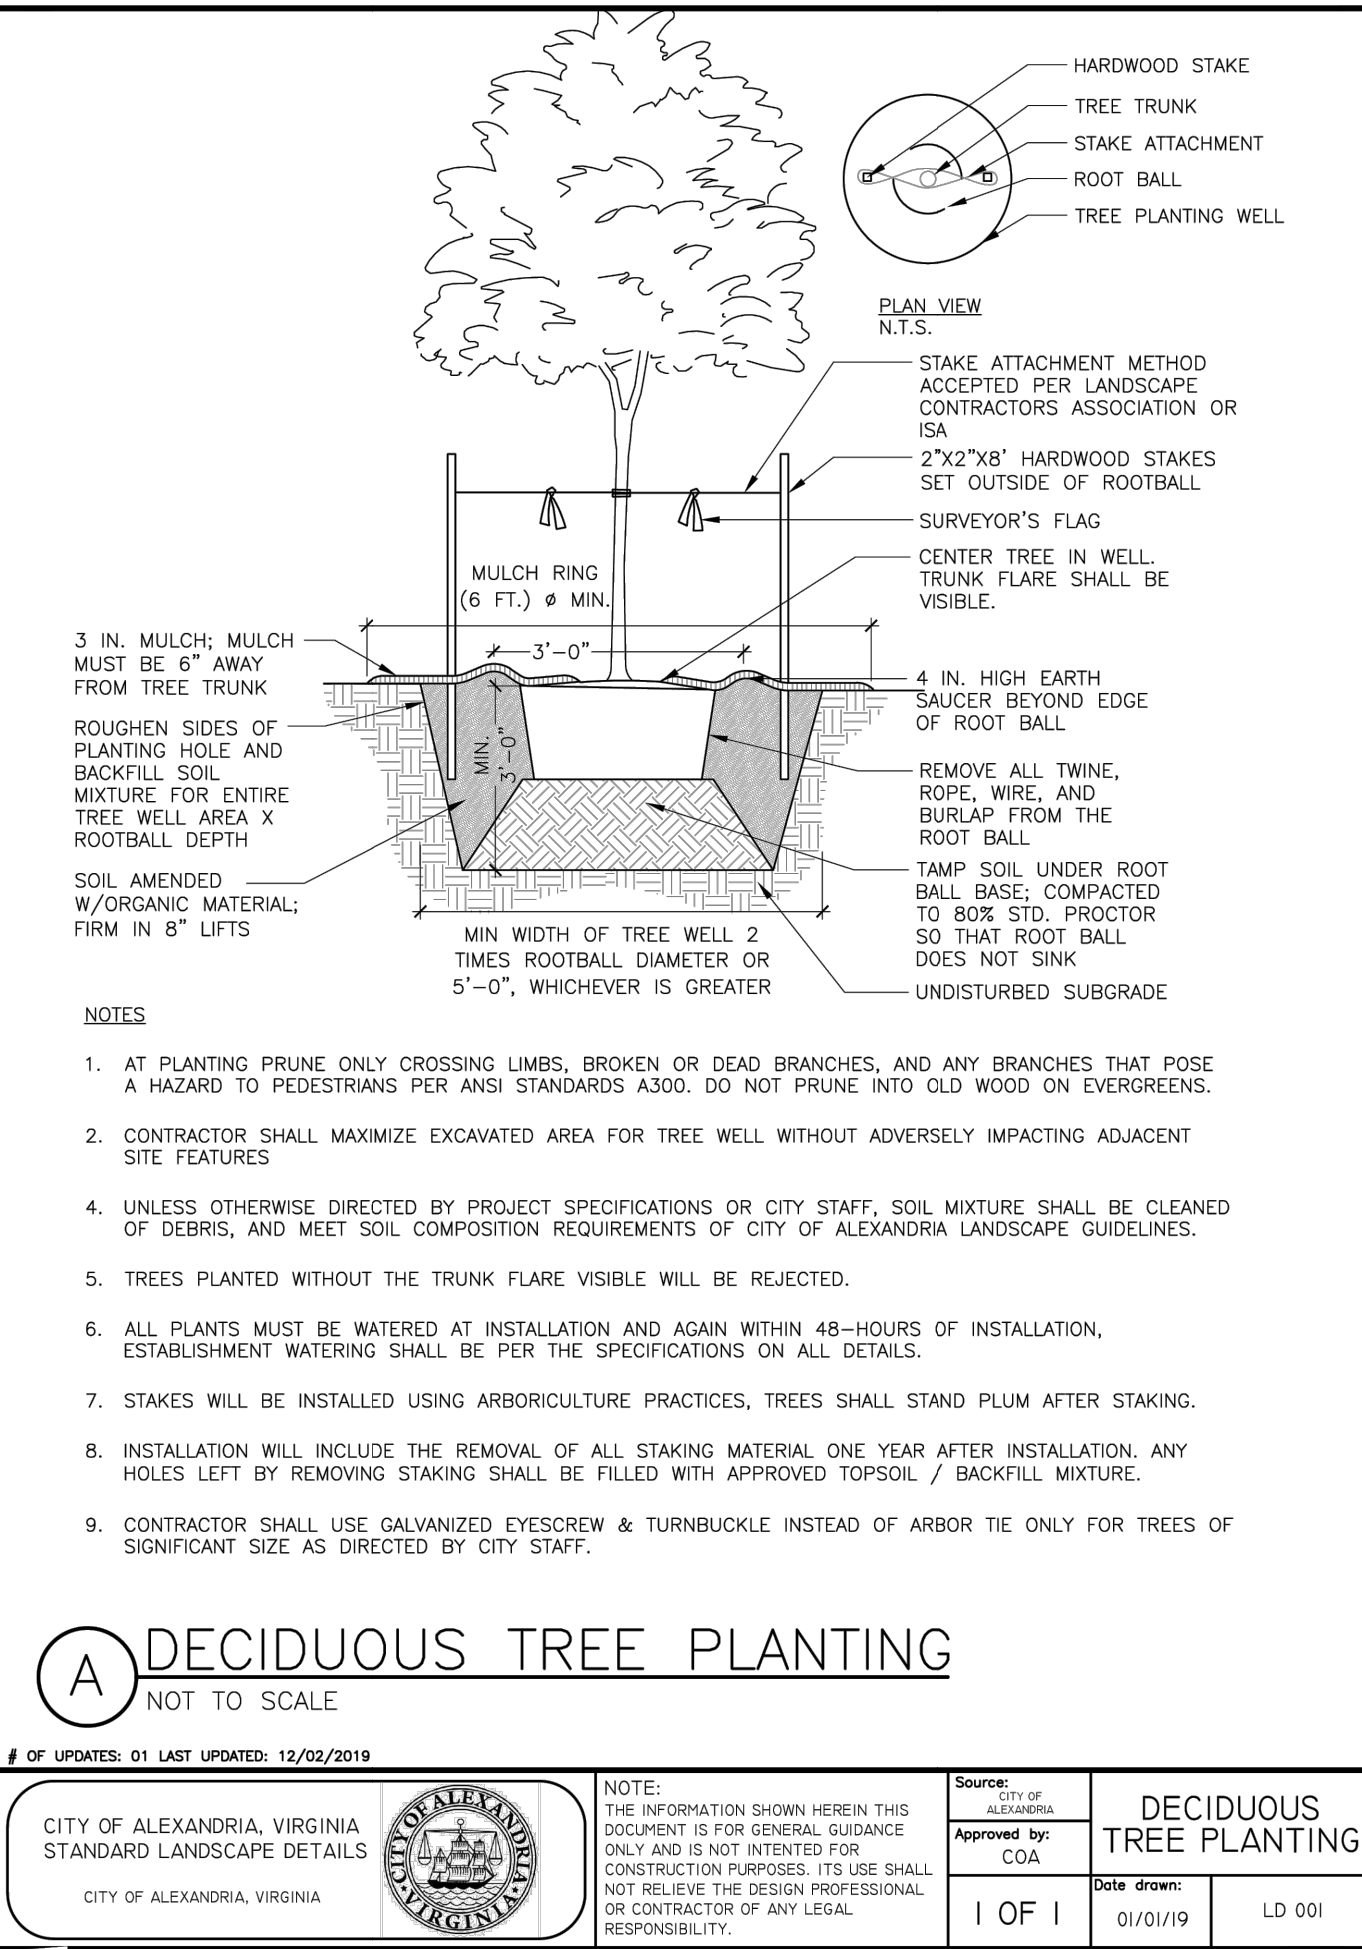 HARDWOOD STAKE
TREE TRUNK
STAKE ATTACHMENT
ROOT BALL
TREE PLANTING WELL
PLAN VIEW
N.T.S.
STAKE ATTACHMENT METHOD
ACCEPTED PER LANDSCAPE
CONTRACTORS ASSOCIATION OR
ISA
2"X2"X8' HARDWOOD STAKES
SET OUTSIDE OF ROOTBALL
SURVEYOR'S FLAG
CENTER TREE IN WELL.
TRUNK FLARE SHALL BE
VISIBLE.
MULCH RING
(6 FT.) ø MIN.
3'-0"
3 IN. MULCH; MULCH
MUST BE 6" AWAY
FROM TREE TRUNK
4 IN. HIGH EARTH
SAUCER BEYOND EDGE
OF ROOT BALL
ROUGHEN SIDES OF
PLANTING HOLE AND
BACKFILL SOIL
MIXTURE FOR ENTIRE
TREE WELL AREA X
ROOTBALL DEPTH
MIN.
3'-0"
REMOVE ALL TWINE,
ROPE, WIRE, AND
BURLAP FROM THE
ROOT BALL
SOIL AMENDED
W/ORGANIC MATERIAL;
FIRM IN 8" LIFTS
TAMP SOIL UNDER ROOT
BALL BASE; COMPACTED
TO 80% STD. PROCTOR
SO THAT ROOT BALL
DOES NOT SINK
MIN WIDTH OF TREE WELL 2
TIMES ROOTBALL DIAMETER OR
5'-0", WHICHEVER IS GREATER
UNDISTURBED SUBGRADE
NOTES
1. AT PLANTING PRUNE ONLY CROSSING LIMBS, BROKEN OR DEAD BRANCHES, AND ANY BRANCHES THAT POSE
A HAZARD TO PEDESTRIANS PER ANSI STANDARDS A300. DO NOT PRUNE INTO OLD WOOD ON EVERGREENS.
2. CONTRACTOR SHALL MAXIMIZE EXCAVATED AREA FOR TREE WELL WITHOUT ADVERSELY IMPACTING ADJACENT
SITE FEATURES
4. UNLESS OTHERWISE DIRECTED BY PROJECT SPECIFICATIONS OR CITY STAFF, SOIL MIXTURE SHALL BE CLEANED
OF DEBRIS, AND MEET SOIL COMPOSITION REQUIREMENTS OF CITY OF ALEXANDRIA LANDSCAPE GUIDELINES.
5. TREES PLANTED WITHOUT THE TRUNK FLARE VISIBLE WILL BE REJECTED.
6. ALL PLANTS MUST BE WATERED AT INSTALLATION AND AGAIN WITHIN 48-HOURS OF INSTALLATION,
ESTABLISHMENT WATERING SHALL BE PER THE SPECIFICATIONS ON ALL DETAILS.
7. STAKES WILL BE INSTALLED USING ARBORICULTURE PRACTICES, TREES SHALL STAND PLUM AFTER STAKING.
8. INSTALLATION WILL INCLUDE THE REMOVAL OF ALL STAKING MATERIAL ONE YEAR AFTER INSTALLATION. ANY
HOLES LEFT BY REMOVING STAKING SHALL BE FILLED WITH APPROVED TOPSOIL / BACKFILL MIXTURE.
9. CONTRACTOR SHALL USE GALVANIZED EYESCREW & TURNBUCKLE INSTEAD OF ARBOR TIE ONLY FOR TREES OF
SIGNIFICANT SIZE AS DIRECTED BY CITY STAFF.
A
DECIDUOUS TREE PLANTING
NOT TO SCALE
# OF UPDATES: 01 LAST UPDATED: 12/02/2019
CITY OF ALEXANDRIA, VIRGINIA
STANDARD LANDSCAPE DETAILS
CITY OF ALEXANDRIA, VIRGINIA
CITY OF ALEXANDRIA
VIRGINIA
NOTE:
THE INFORMATION SHOWN HEREIN THIS
DOCUMENT IS FOR GENERAL GUIDANCE
ONLY AND IS NOT INTENTED FOR
CONSTRUCTION PURPOSES. ITS USE SHALL
NOT RELIEVE THE DESIGN PROFESSIONAL
OR CONTRACTOR OF ANY LEGAL
RESPONSIBILITY.
Source:
CITY OF
ALEXANDRIA
Approved by:
COA
1 OF 1
DECIDUOUS
TREE PLANTING
Date drawn:
01/01/19
LD 001